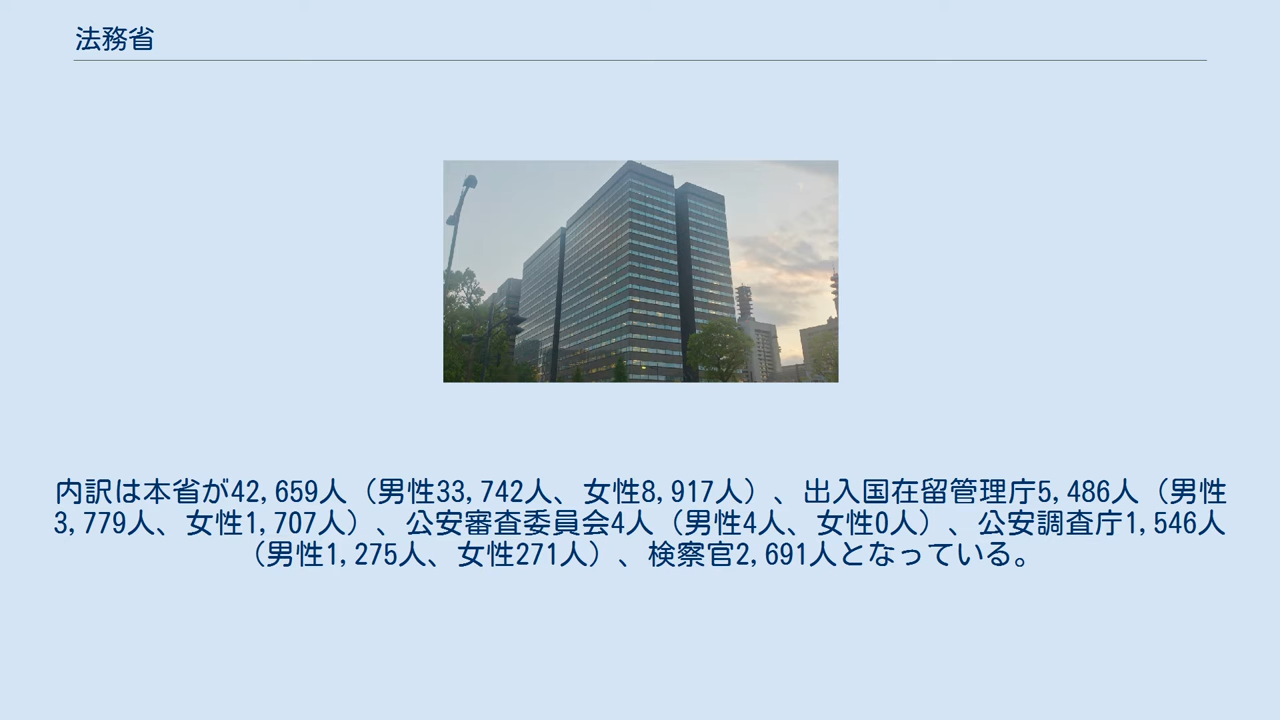 法務省
内訳は本省が42,659人（男性33,742人、女性8,917人）、出入国在留管理庁5,486人（男性
3,779人、女性1,707人）、公安審査委員会4人（男性4人、女性0人）、公安調査庁1,546人
（男性1,275人、女性271人）、検察官2,691人となっている。